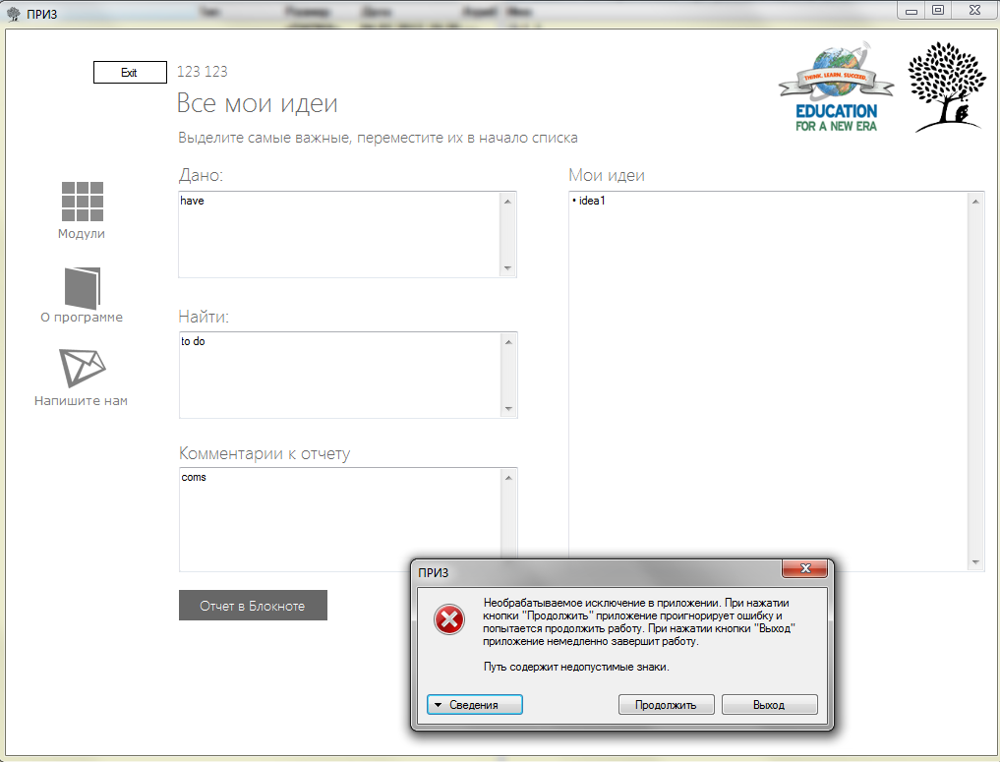 ПРИЗ
Exit
123 123
Все мои идеи
Выделите самые важные, переместите их в начало списка
THINK. LEARN. SUCCEED.
EDUCATION
FOR A NEW ERA
Модули
О программе
Напишите нам
Дано:
have
Найти:
to do
Комментарии к отчету
coms
Отчет в Блокноте
Мои идеи
• idea1
ПРИЗ
Необрабатываемое исключение в приложении. При нажатии
кнопки "Продолжить" приложение проигнорирует ошибку и
попытается продолжить работу. При нажатии кнопки "Выход"
приложение немедленно завершит работу.
Путь содержит недопустимые знаки.
Сведения
Продолжить
Выход